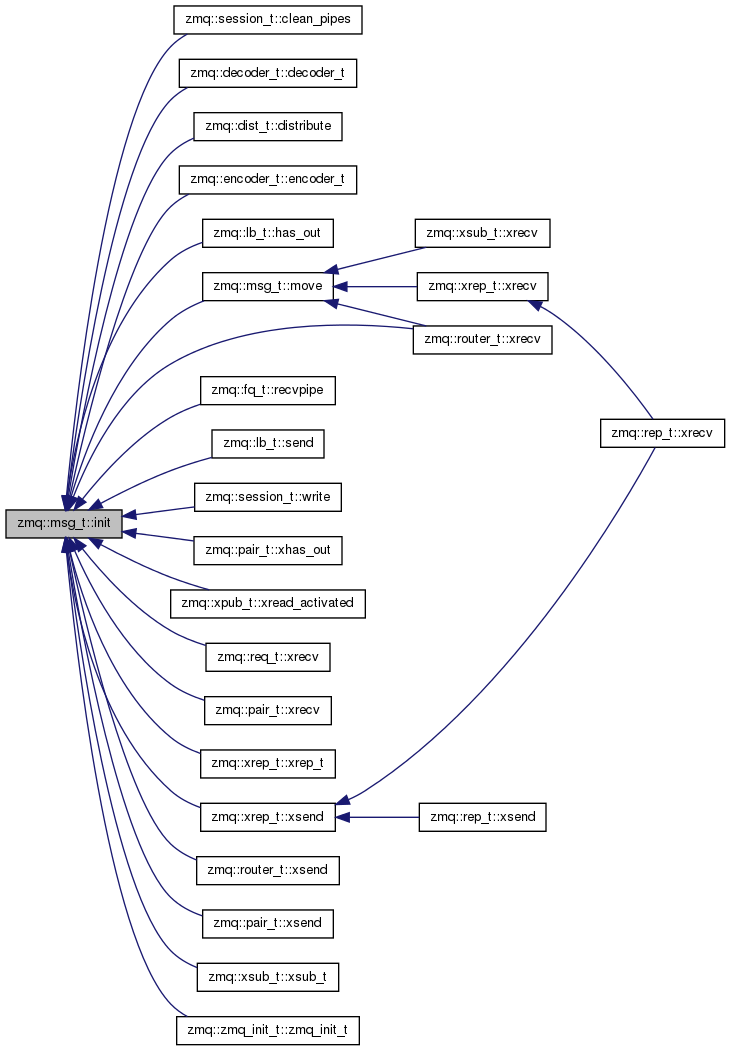 zmq::session_t::clean_pipes
zmq::decoder_t::decoder_t
zmq::dist_t::distribute
zmq::encoder_t::encoder_t
zmq::lb_t::has_out
zmq::xsub_t::xrecv
zmq::msg_t::move
zmq::xrep_t::xrecv
zmq::router_t::xrecv
zmq::fq_t::recvpipe
zmq::rep_t::xrecv
zmq::lb_t::send
zmq::session_t::write
zmq::msg_t::init
zmq::pair_t::xhas_out
zmq::xpub_t::xread_activated
zmq::req_t::xrecv
zmq::pair_t::xrecv
zmq::xrep_t::xrep_t
zmq::xrep_t::xsend
zmq::rep_t::xsend
zmq::router_t::xsend
zmq::pair_t::xsend
zmq::xsub_t::xsub_t
zmq::zmq_init_t::zmq_init_t